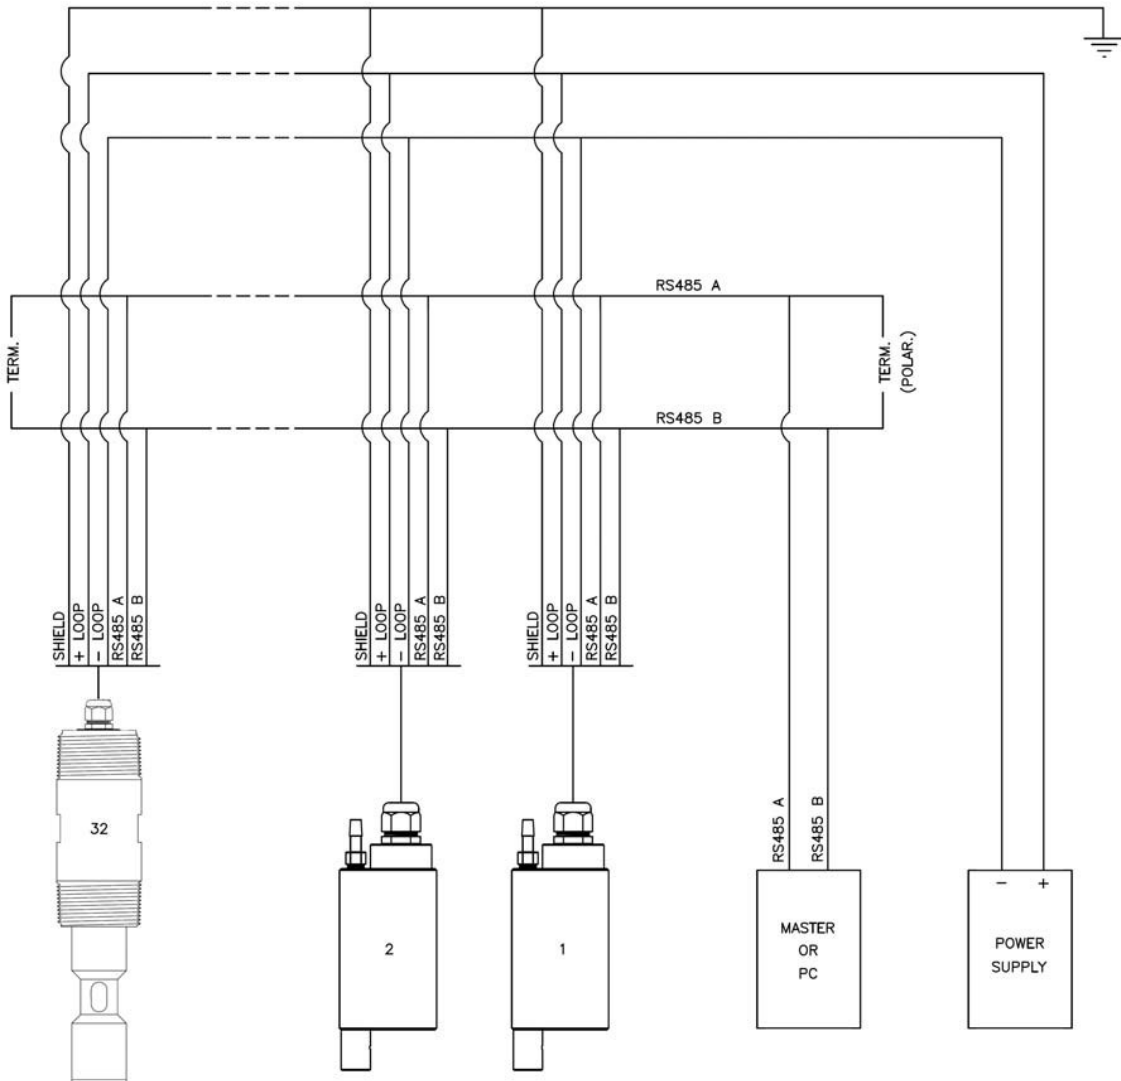 RS485 A
TERM.
TERM.
(POLAR.)
RS485 B
SHIELD
+ LOOP
− LOOP
RS485 A
RS485 B
SHIELD
+ LOOP
− LOOP
RS485 A
RS485 B
SHIELD
+ LOOP
− LOOP
RS485 A
RS485 B
RS485 A
RS485 B
32
2
1
MASTER
OR
PC
− +
POWER
SUPPLY